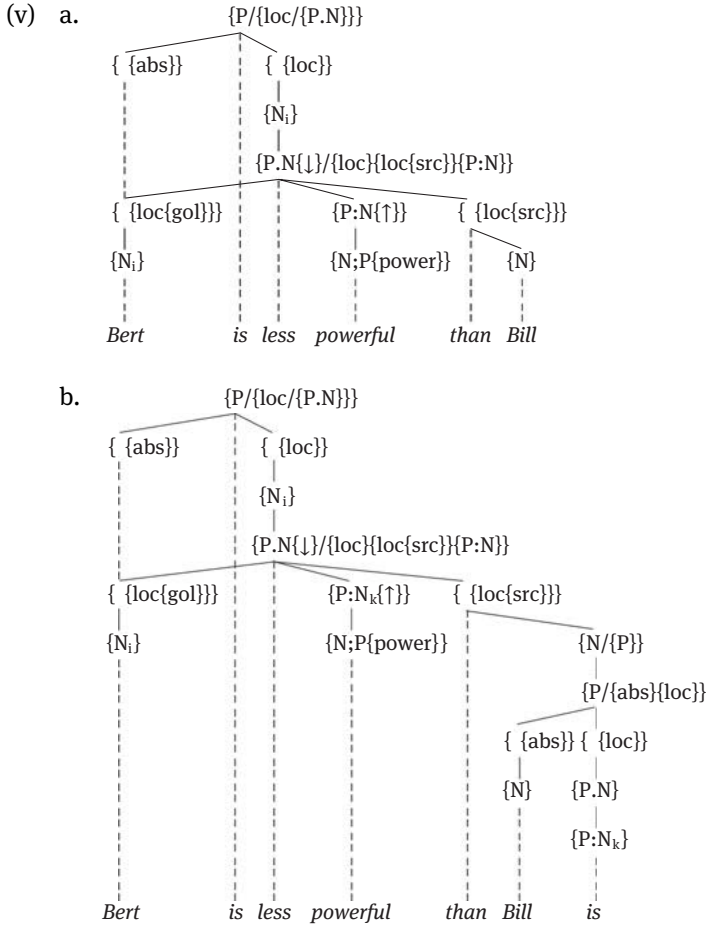 (v) a. {P/{loc/{P.N}}}
{ {abs}} { {loc}}
{Nᵢ}
{P.N{↓}/{loc}{loc{src}}{P:N}}
{ {loc{gol}}} {P:N{↑}} { {loc{src}}}
{Nᵢ} {N;P{power}} {N}
Bert is less powerful than Bill
b. {P/{loc/{P.N}}}
{ {abs}} { {loc}}
{Nᵢ}
{P.N{↓}/{loc}{loc{src}}{P:N}}
{ {loc{gol}}} {P:Nₖ{↑}} { {loc{src}}}
{Nᵢ} {N;P{power}} {N/{P}}
{P/{abs}{loc}}
{ {abs}} { {loc}}
{N} {P.N}
{P:Nₖ}
Bert is less powerful than Bill is